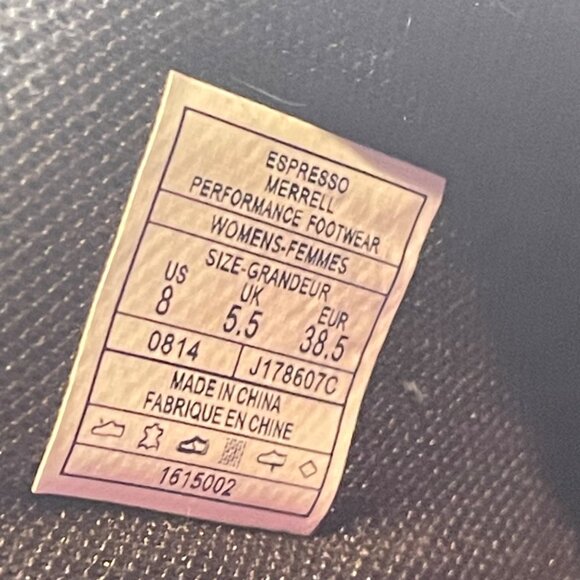 ESPRESSO
MERRELL
PERFORMANCE FOOTWEAR
WOMENS-FEMMES
SIZE-GRANDEUR
US UK EUR
8 5.5 38.5
0814 J178607C
MADE IN CHINA
FABRIQUE EN CHINE
1615002